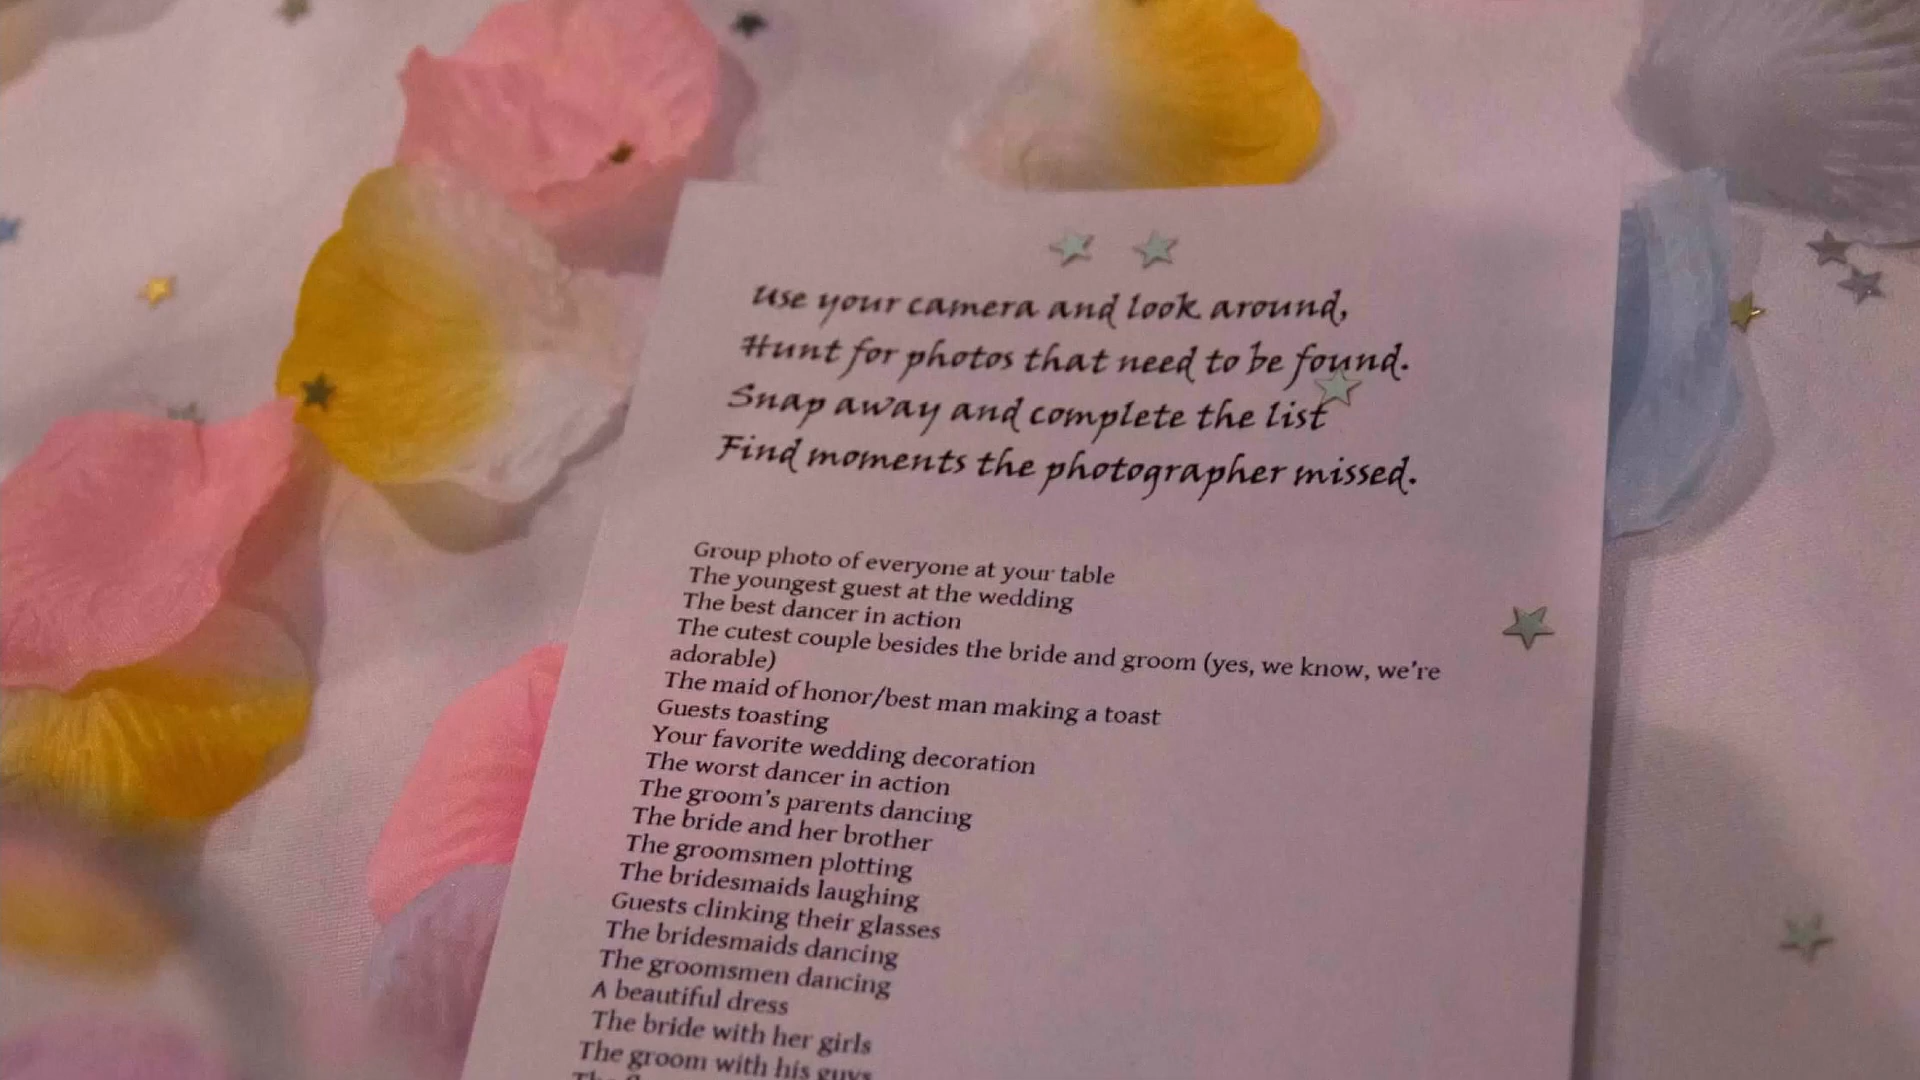 Use your camera and look around,
Hunt for photos that need to be found.
Snap away and complete the list
Find moments the photographer missed.
Group photo of everyone at your table
The youngest guest at the wedding
The best dancer in action
The cutest couple besides the bride and groom (yes, we know, we're
adorable)
The maid of honor/best man making a toast
Guests toasting
Your favorite wedding decoration
The worst dancer in action
The groom's parents dancing
The bride and her brother
The groomsmen plotting
The bridesmaids laughing
Guests clinking their glasses
The bridesmaids dancing
The groomsmen dancing
A beautiful dress
The bride with her girls
The groom with his guys
The